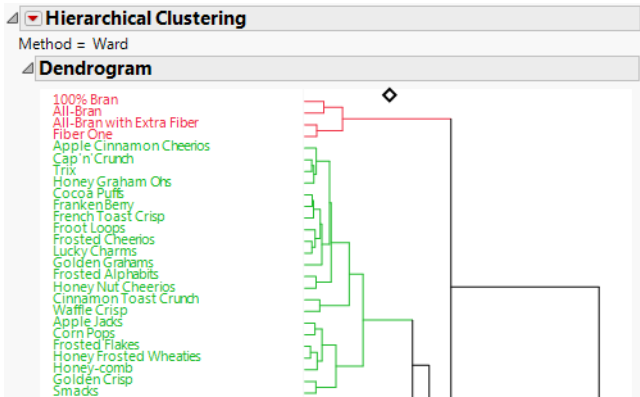 Hierarchical Clustering
Method = Ward
Dendrogram
100% Bran
All-Bran
All-Bran with Extra Fiber
Fiber One
Apple Cinnamon Cheerios
Cap'n'Crunch
Trix
Honey Graham Ohs
Cocoa Puffs
FrankenBerry
French Toast Crisp
Froot Loops
Frosted Cheerios
Lucky Charms
Golden Grahams
Frosted Alphabits
Honey Nut Cheerios
Cinnamon Toast Crunch
Waffle Crisp
Apple Jacks
Corn Pops
Frosted Flakes
Honey Frosted Wheaties
Honey-comb
Golden Crisp
Smacks